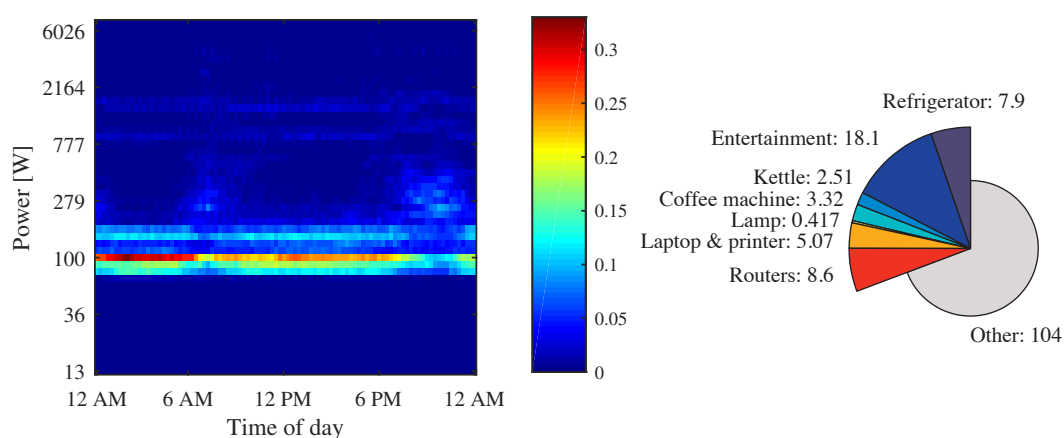 6026
2164
777
279
100
36
13
Power [W]
12 AM
6 AM
12 PM
6 PM
12 AM
Time of day
0.3
0.25
0.2
0.15
0.1
0.05
0
Refrigerator: 7.9
Entertainment: 18.1
Kettle: 2.51
Coffee machine: 3.32
Lamp: 0.417
Laptop & printer: 5.07
Routers: 8.6
Other: 104